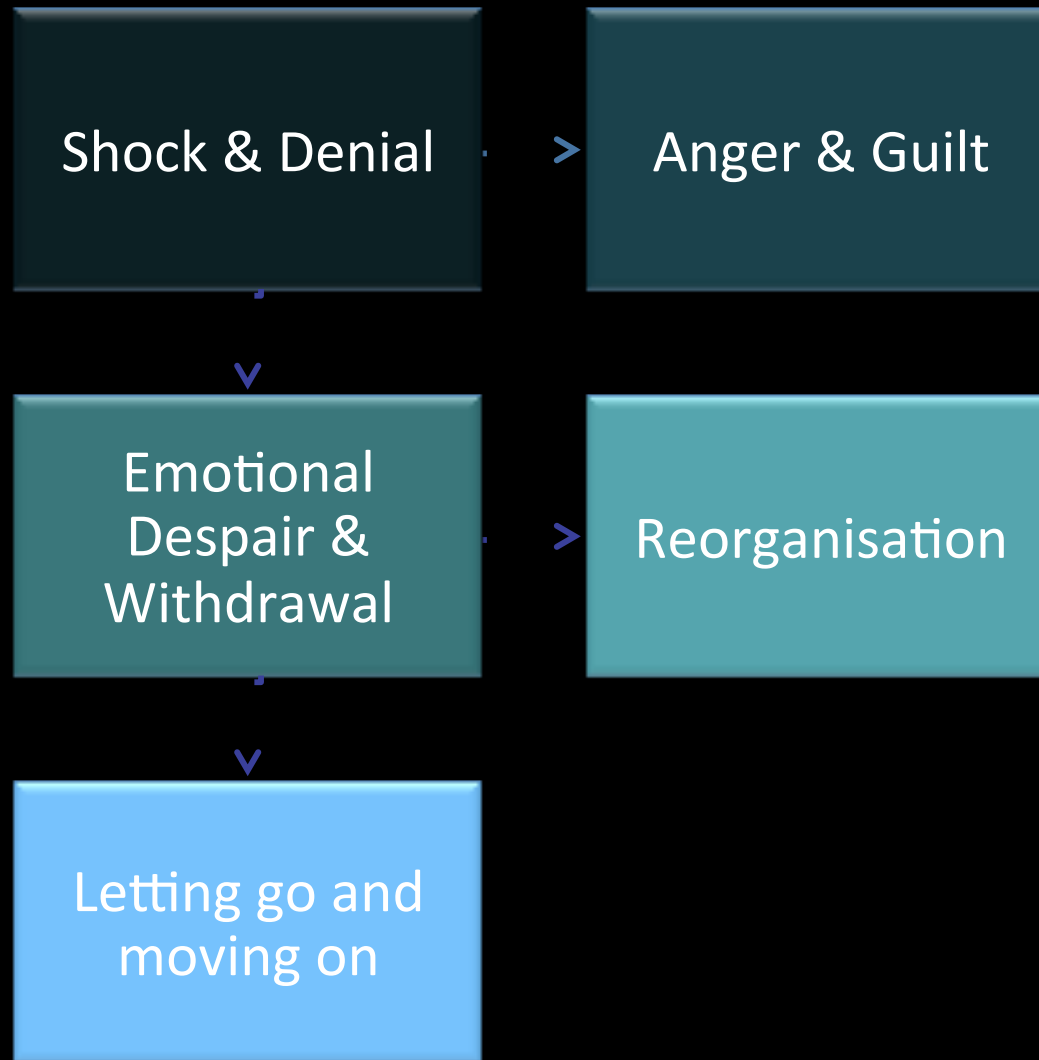 Shock & Denial
Anger & Guilt
Emotional
Despair &
Withdrawal
Reorganisation
Letting go and
moving on